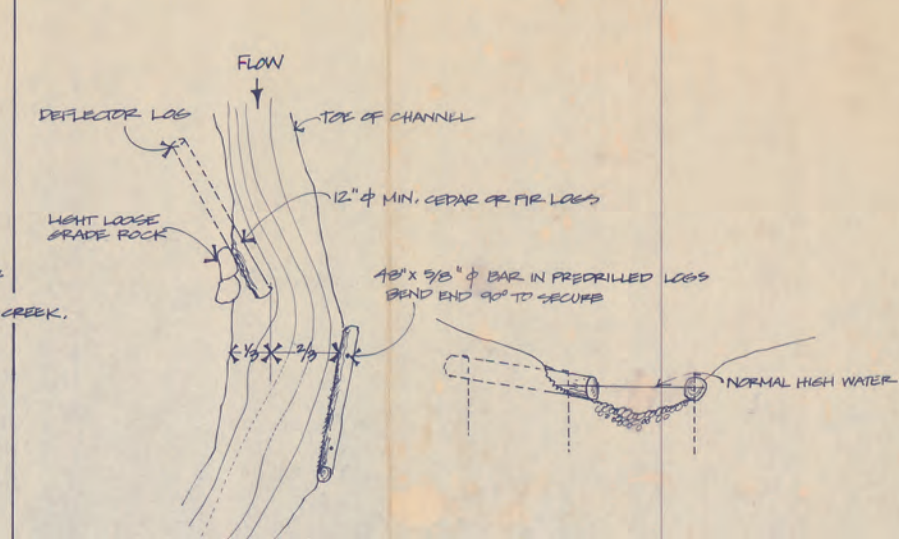 FLOW
DEFLECTOR LOG
TOE OF CHANNEL
12" ϕ MIN. CEDAR OR FIR LOGS
LIGHT LOOSE
GRADE ROCK
48" X 5/8" ϕ BAR IN PREDRILLED LOGS
BEND END 90° TO SECURE
CREEK.
1/3 2/3
NORMAL HIGH WATER